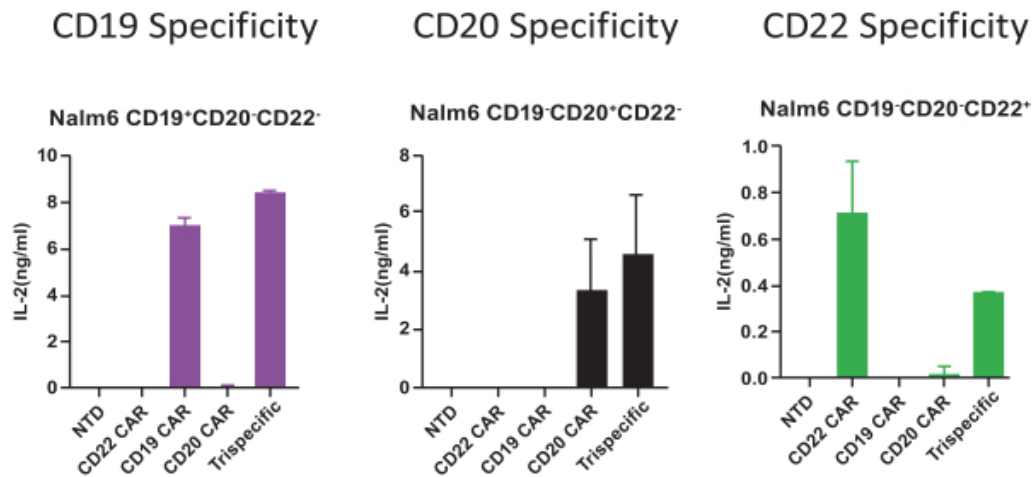 CD19 Specificity
CD20 Specificity
CD22 Specificity
Nalm6 CD19⁺CD20⁻CD22⁻
IL-2(ng/ml)
10
8
6
4
2
0
NTD
CD22 CAR
CD19 CAR
CD20 CAR
Trispecific
Nalm6 CD19⁻CD20⁺CD22⁻
IL-2(ng/ml)
8
6
4
2
0
NTD
CD22 CAR
CD19 CAR
CD20 CAR
Trispecific
Nalm6 CD19⁻CD20⁻CD22⁺
IL-2(ng/ml)
1.0
0.8
0.6
0.4
0.2
0.0
NTD
CD22 CAR
CD19 CAR
CD20 CAR
Trispecific